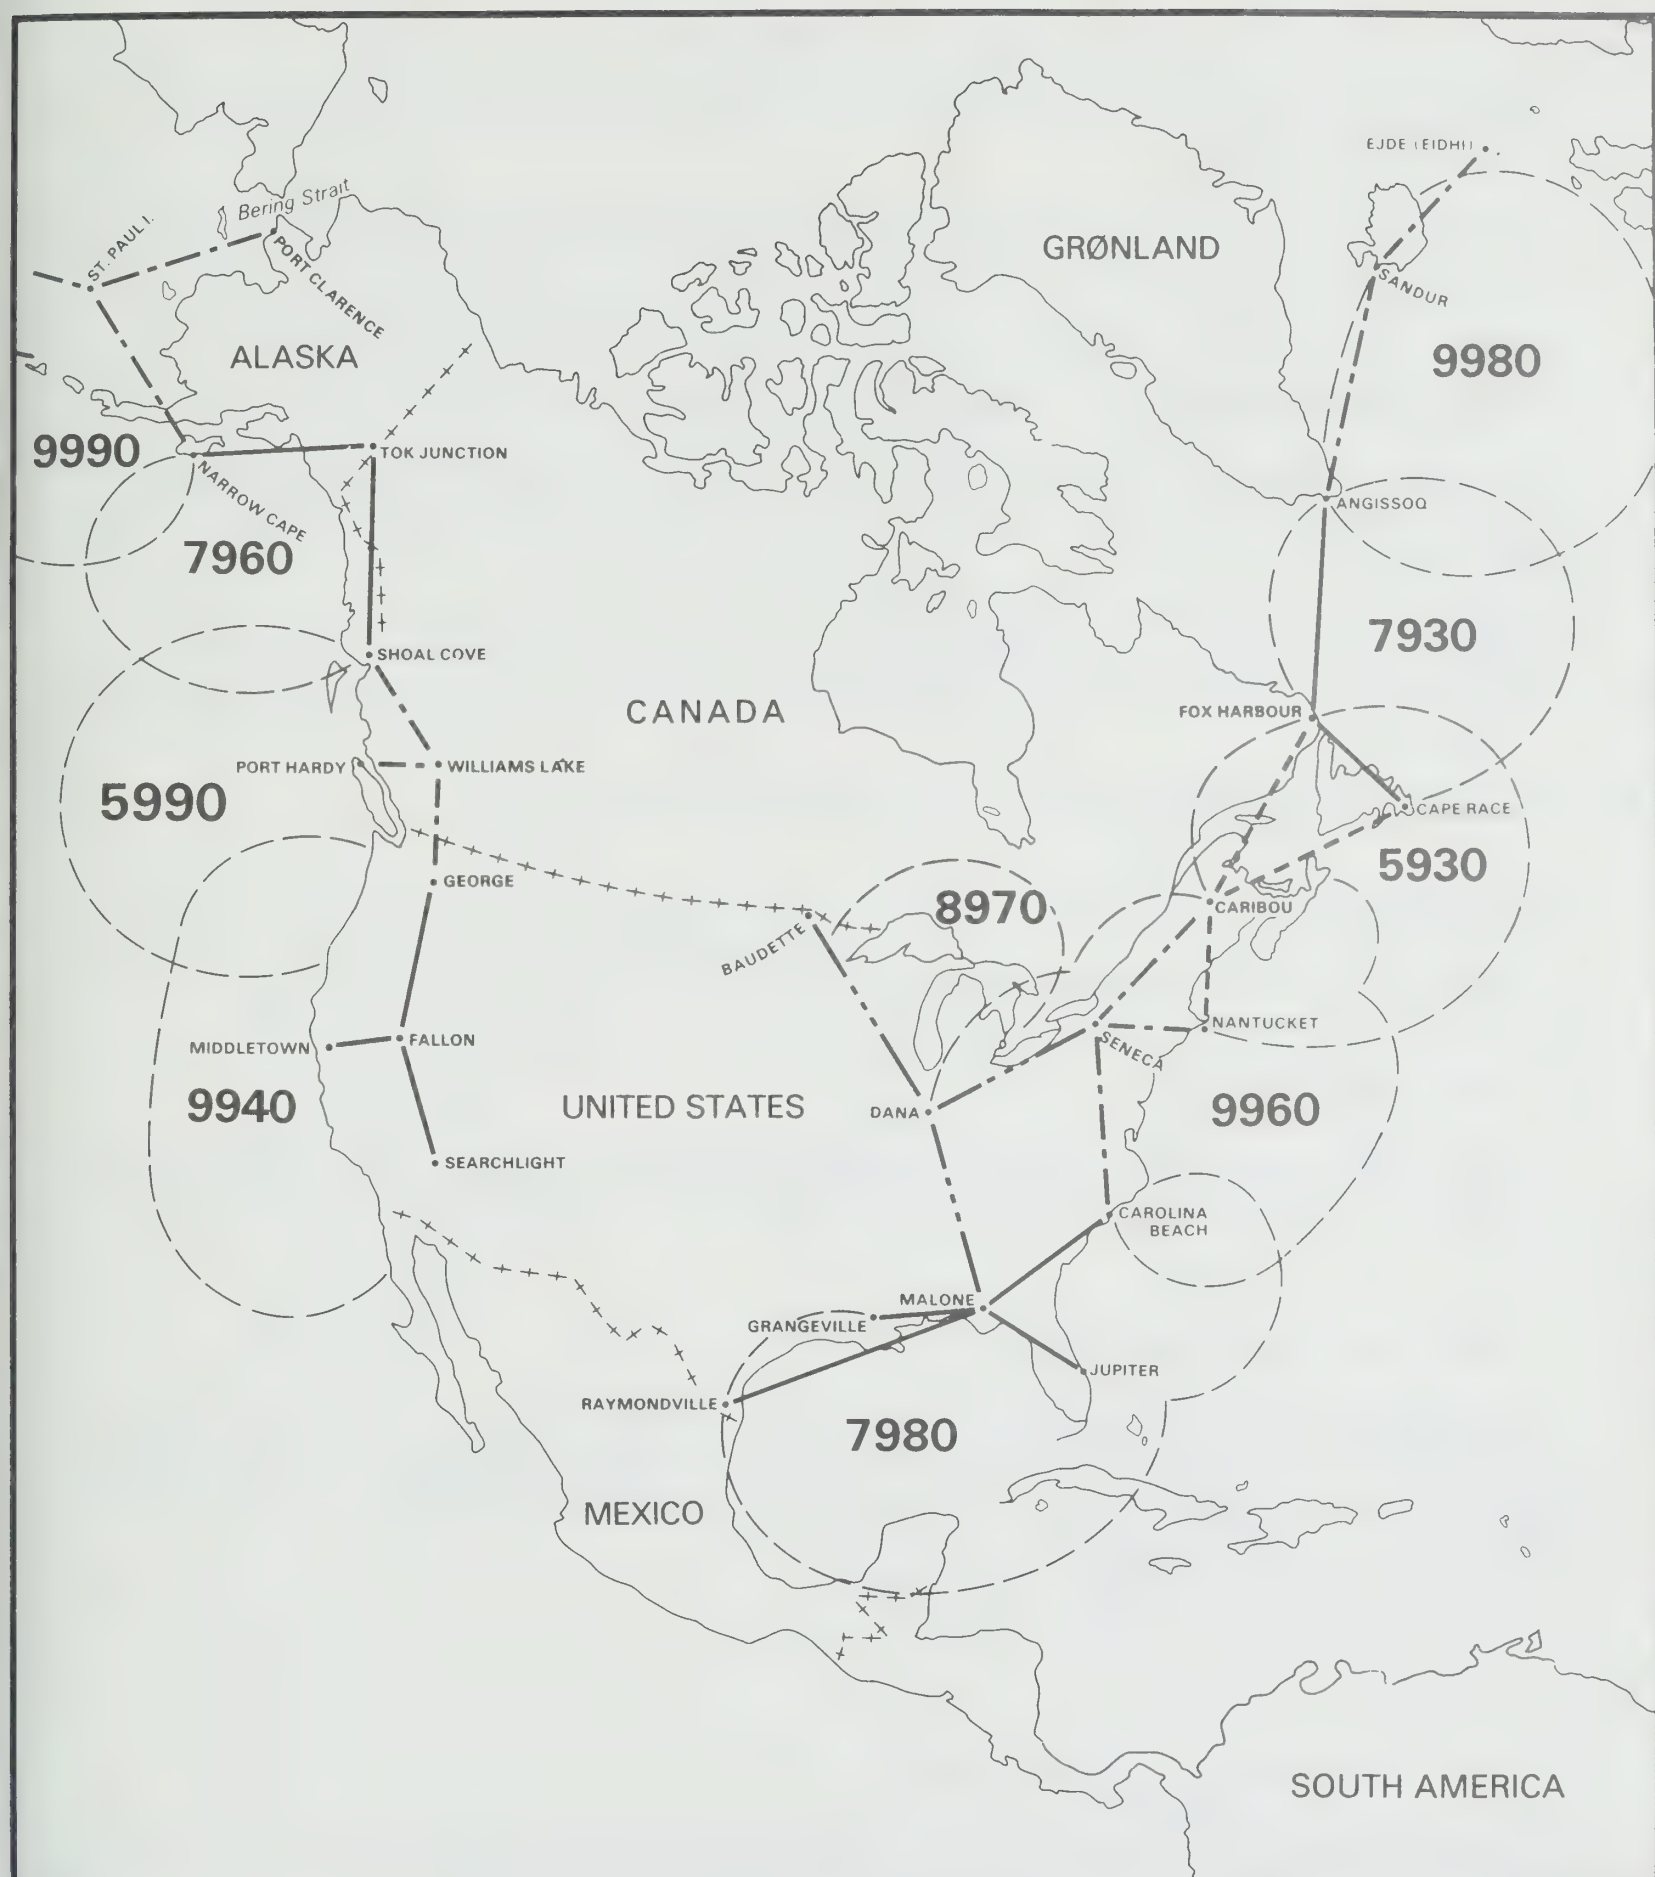 EJDE (EIDHI)
Bering Strait
ST. PAUL I.
PORT CLARENCE
GRØNLAND
SANDUR
ALASKA
9980
9990
TOK JUNCTION
NARROW CAPE
ANGISSOQ
7960
7930
SHOAL COVE
CANADA
FOX HARBOUR
PORT HARDY
WILLIAMS LAKE
5990
CAPE RACE
5930
GEORGE
8970
CARIBOU
BAUDETTE
NANTUCKET
MIDDLETOWN
FALLON
SENECA
9940
UNITED STATES
DANA
9960
SEARCHLIGHT
CAROLINA
BEACH
MALONE
GRANGEVILLE
JUPITER
RAYMONDVILLE
7980
MEXICO
SOUTH AMERICA